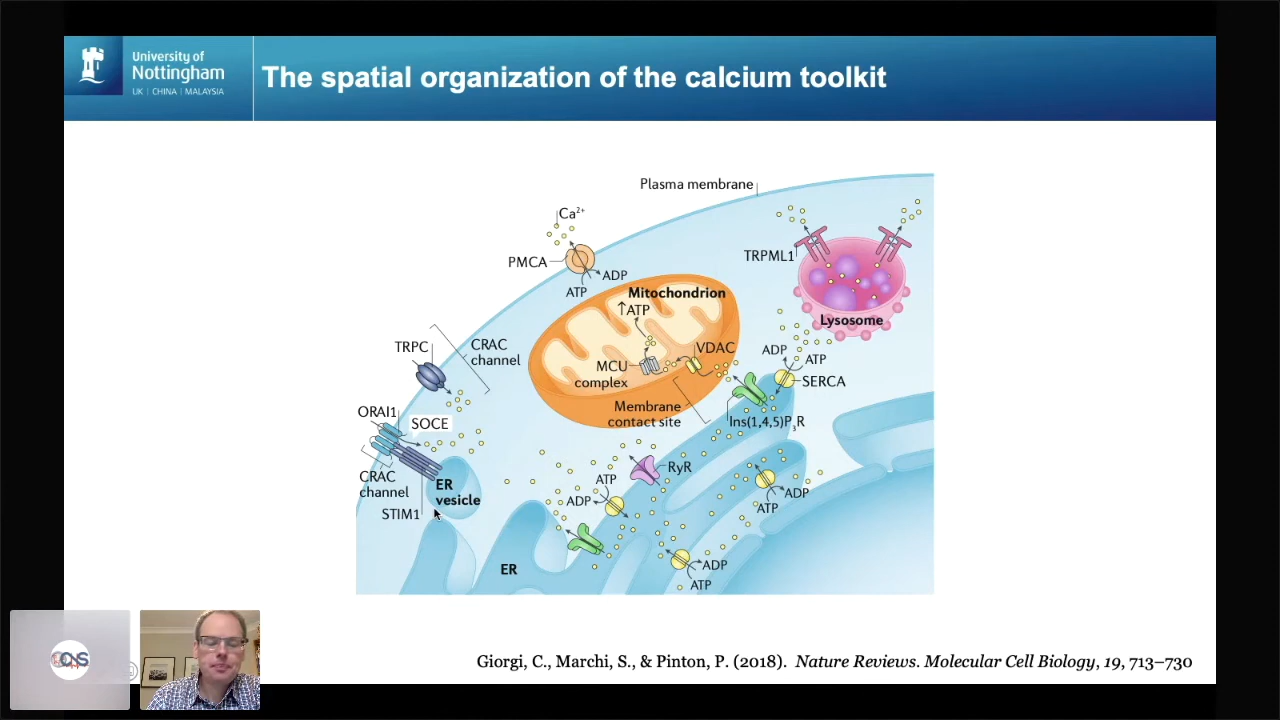 University of
Nottingham
UK | CHINA | MALAYSIA
The spatial organization of the calcium toolkit
Plasma membrane
Ca²⁺
PMCA
ADP
ATP
TRPML1
Mitochondrion
↑ATP
Lysosome
TRPC
CRAC
channel
VDAC
MCU
complex
ADP
ATP
SERCA
Membrane
contact site
Ins(1,4,5)P₃R
ORAI1
SOCE
CRAC
channel
STIM1
ER
vesicle
RyR
ATP
ADP
ADP
ATP
ER
ADP
ATP
Giorgi, C., Marchi, S., & Pinton, P. (2018). Nature Reviews. Molecular Cell Biology, 19, 713–730